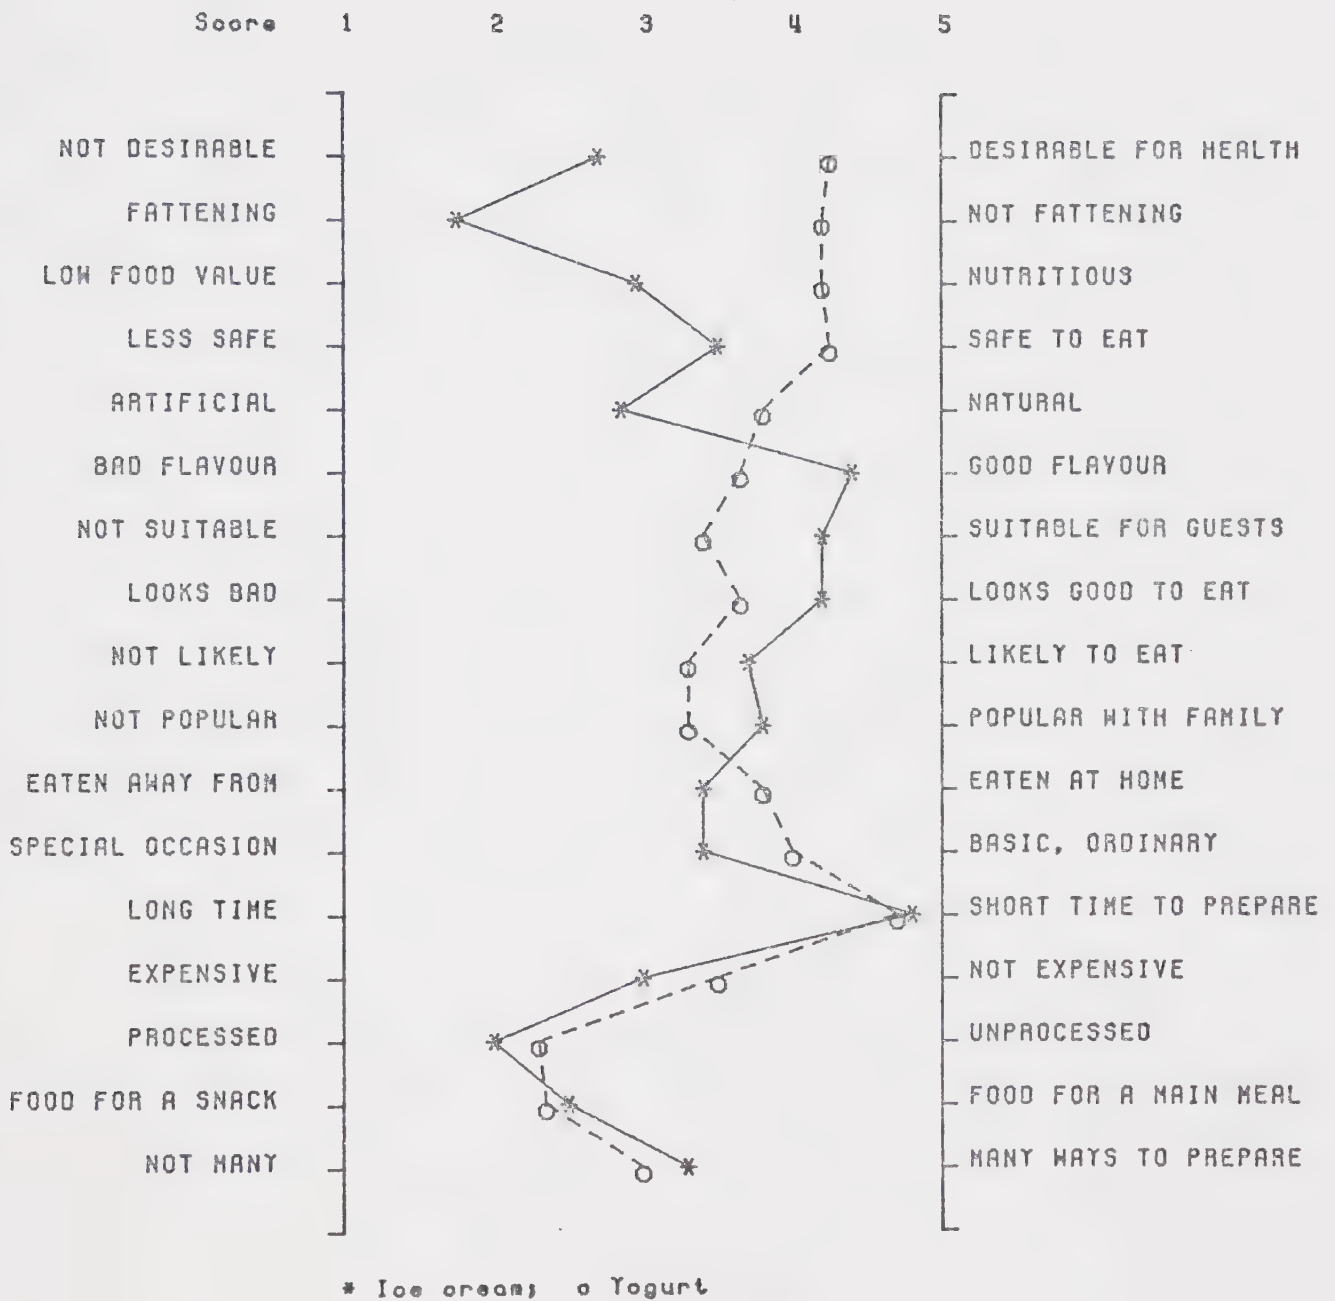 Score 1 2 3 4 5
NOT DESIRABLE DESIRABLE FOR HEALTH
FATTENING NOT FATTENING
LOW FOOD VALUE NUTRITIOUS
LESS SAFE SAFE TO EAT
ARTIFICIAL NATURAL
BAD FLAVOUR GOOD FLAVOUR
NOT SUITABLE SUITABLE FOR GUESTS
LOOKS BAD LOOKS GOOD TO EAT
NOT LIKELY LIKELY TO EAT
NOT POPULAR POPULAR WITH FAMILY
EATEN AWAY FROM EATEN AT HOME
SPECIAL OCCASION BASIC, ORDINARY
LONG TIME SHORT TIME TO PREPARE
EXPENSIVE NOT EXPENSIVE
PROCESSED UNPROCESSED
FOOD FOR A SNACK FOOD FOR A MAIN MEAL
NOT MANY MANY WAYS TO PREPARE
* Ice cream; o Yogurt